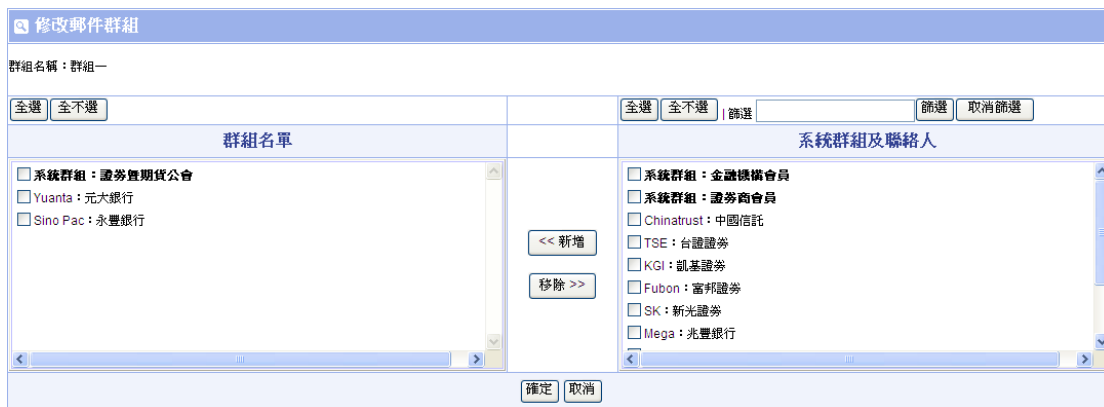 修改郵件群組
群組名稱：群組一
全選 全不選
全選 全不選 | 篩選 篩選 取消篩選
群組名單
系統群組及聯絡人
系統群組：證券暨期貨公會
Yuanta：元大銀行
Sino Pac：永豐銀行
<< 新增
移除 >>
系統群組：金融機構會員
系統群組：證券商會員
Chinatrust：中國信託
TSE：台證證券
KGI：凱基證券
Fubon：富邦證券
SK：新光證券
Mega：兆豐銀行
確定 取消